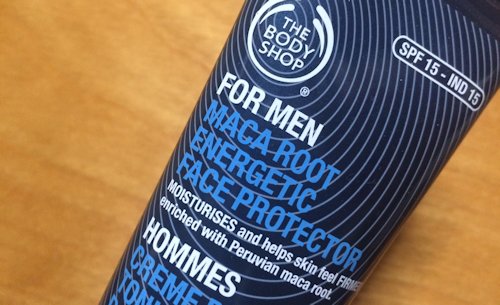 THE
BODY
SHOP
®
SPF 15 - IND 15
FOR MEN
MACA ROOT
ENERGETIC
FACE PROTECTOR
MOISTURISES and helps skin feel FIRMER
enriched with Peruvian maca root.
HOMMES
CREME